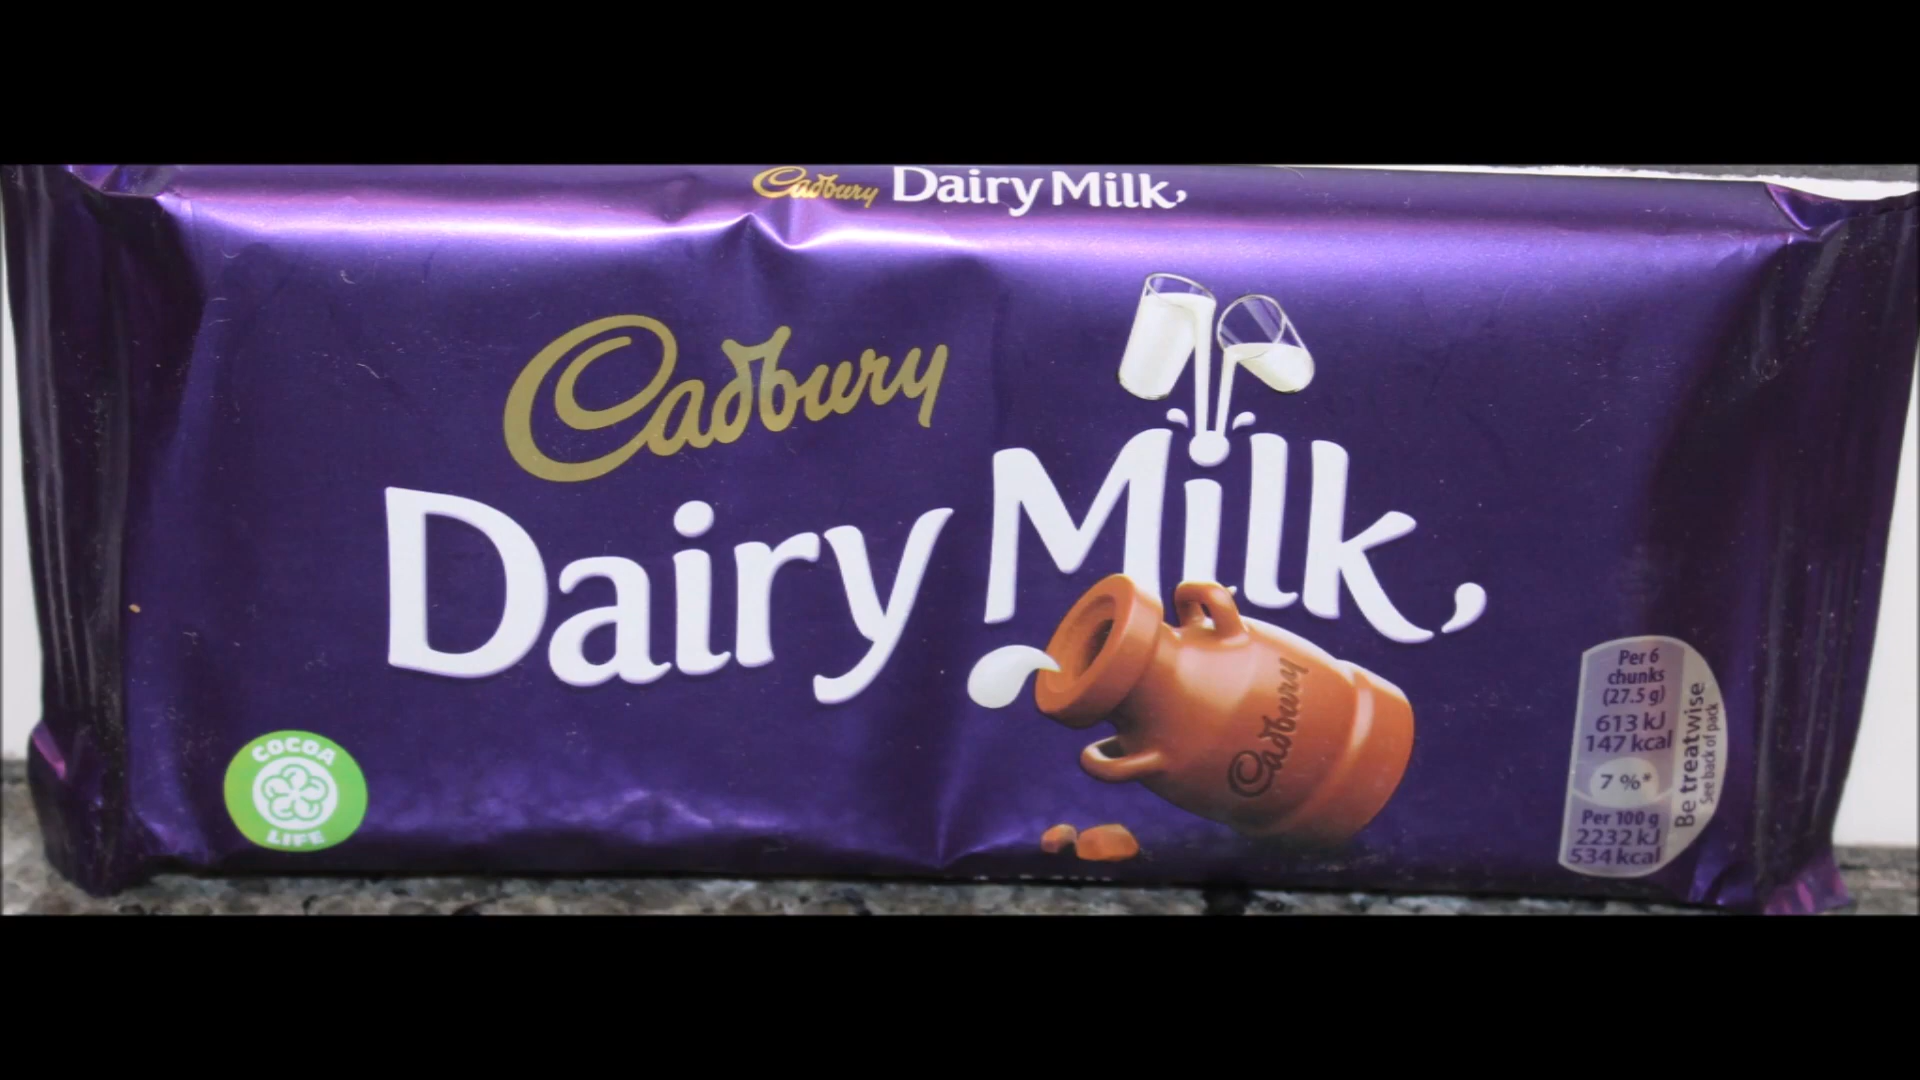 Cadbury Dairy Milk
Cadbury
Dairy Milk
Cadbury
COCOA
LIFE
Per 6
chunks
(27.5 g)
613 kJ
147 kcal
7 %*
Per 100 g
2232 kJ
534 kcal
Be treatwise
See back of pack